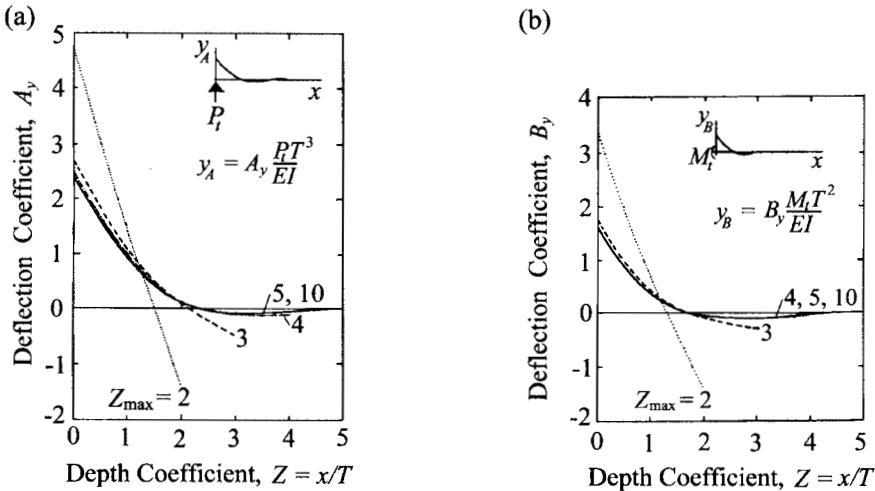 (a)
5
4
3
2
1
0
-1
-2
Deflection Coefficient, A_y
y_A
x
P_t
y_A = A_y P_tT^3/EI
5, 10
4
3
Z_max = 2
0 1 2 3 4 5
Depth Coefficient, Z = x/T
(b)
4
3
2
1
0
-1
-2
Deflection Coefficient, B_y
y_B
M_t
x
y_B = B_y M_tT^2/EI
4, 5, 10
3
Z_max = 2
0 1 2 3 4 5
Depth Coefficient, Z = x/T